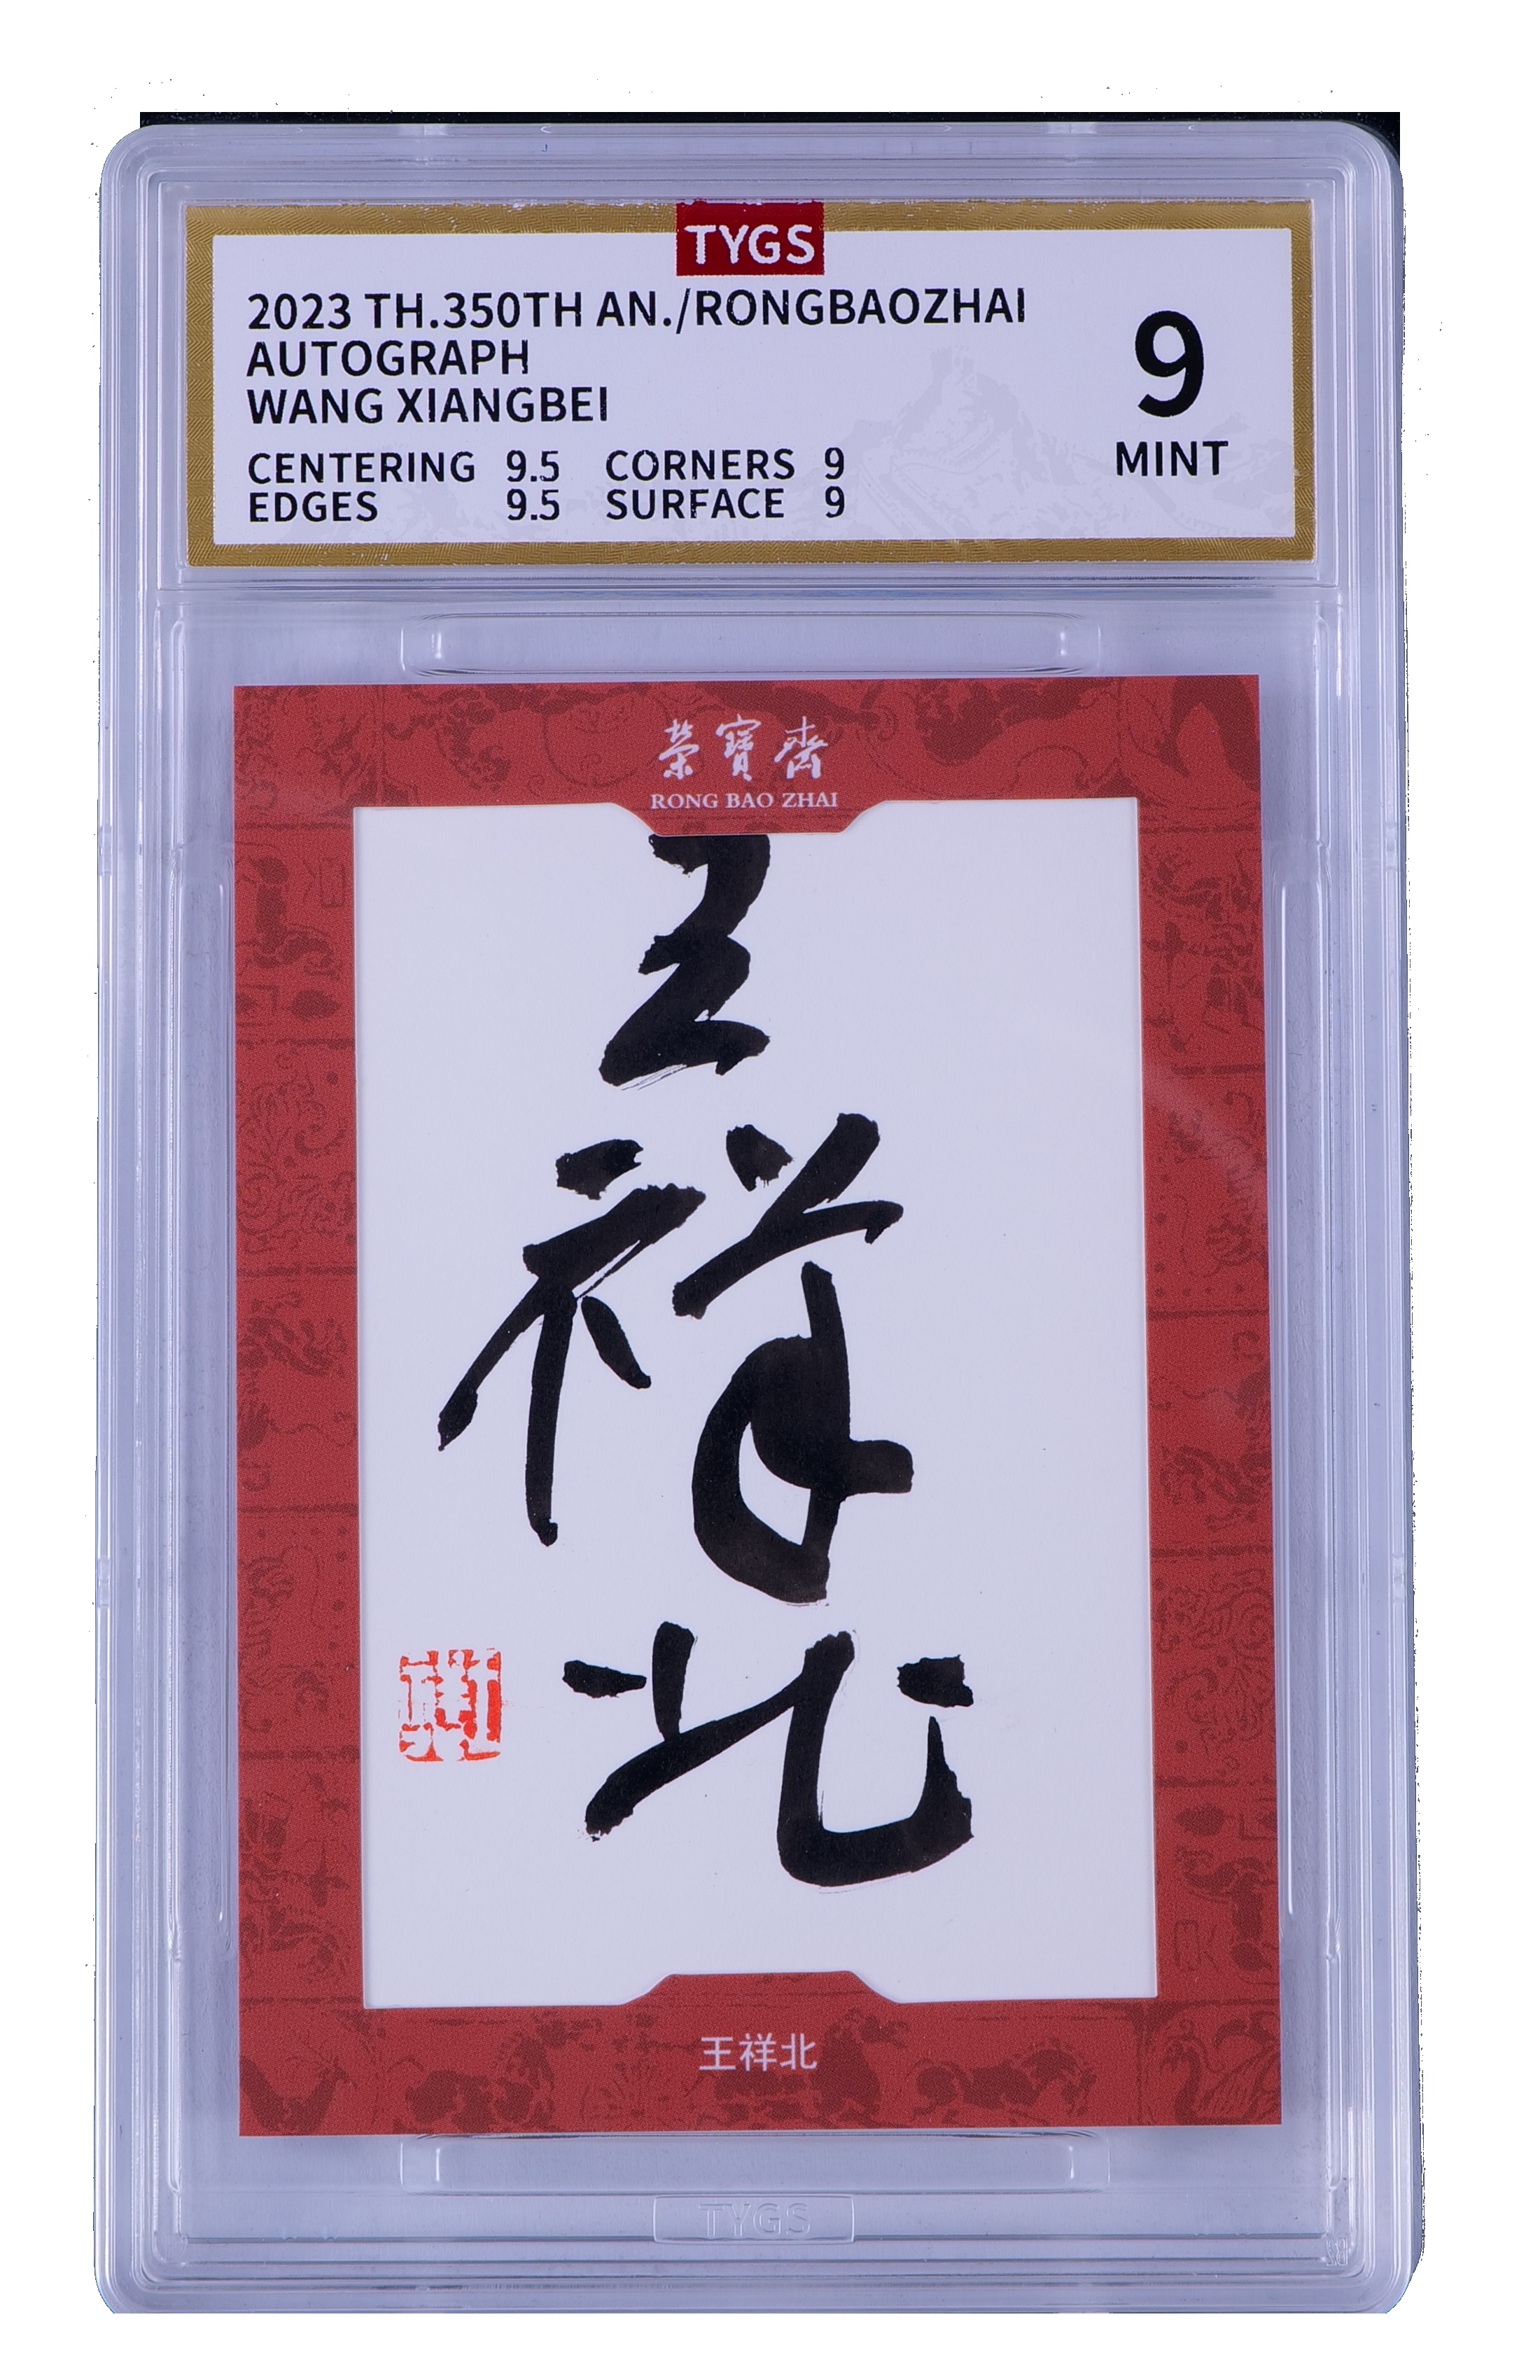 TYGS
2023 TH.350TH AN./RONGBAOZHAI
AUTOGRAPH
WANG XIANGBEI
9
MINT
CENTERING 9.5 CORNERS 9
EDGES 9.5 SURFACE 9
榮寶齋
RONG BAO ZHAI
王
祥
北
王祥北
TYGS